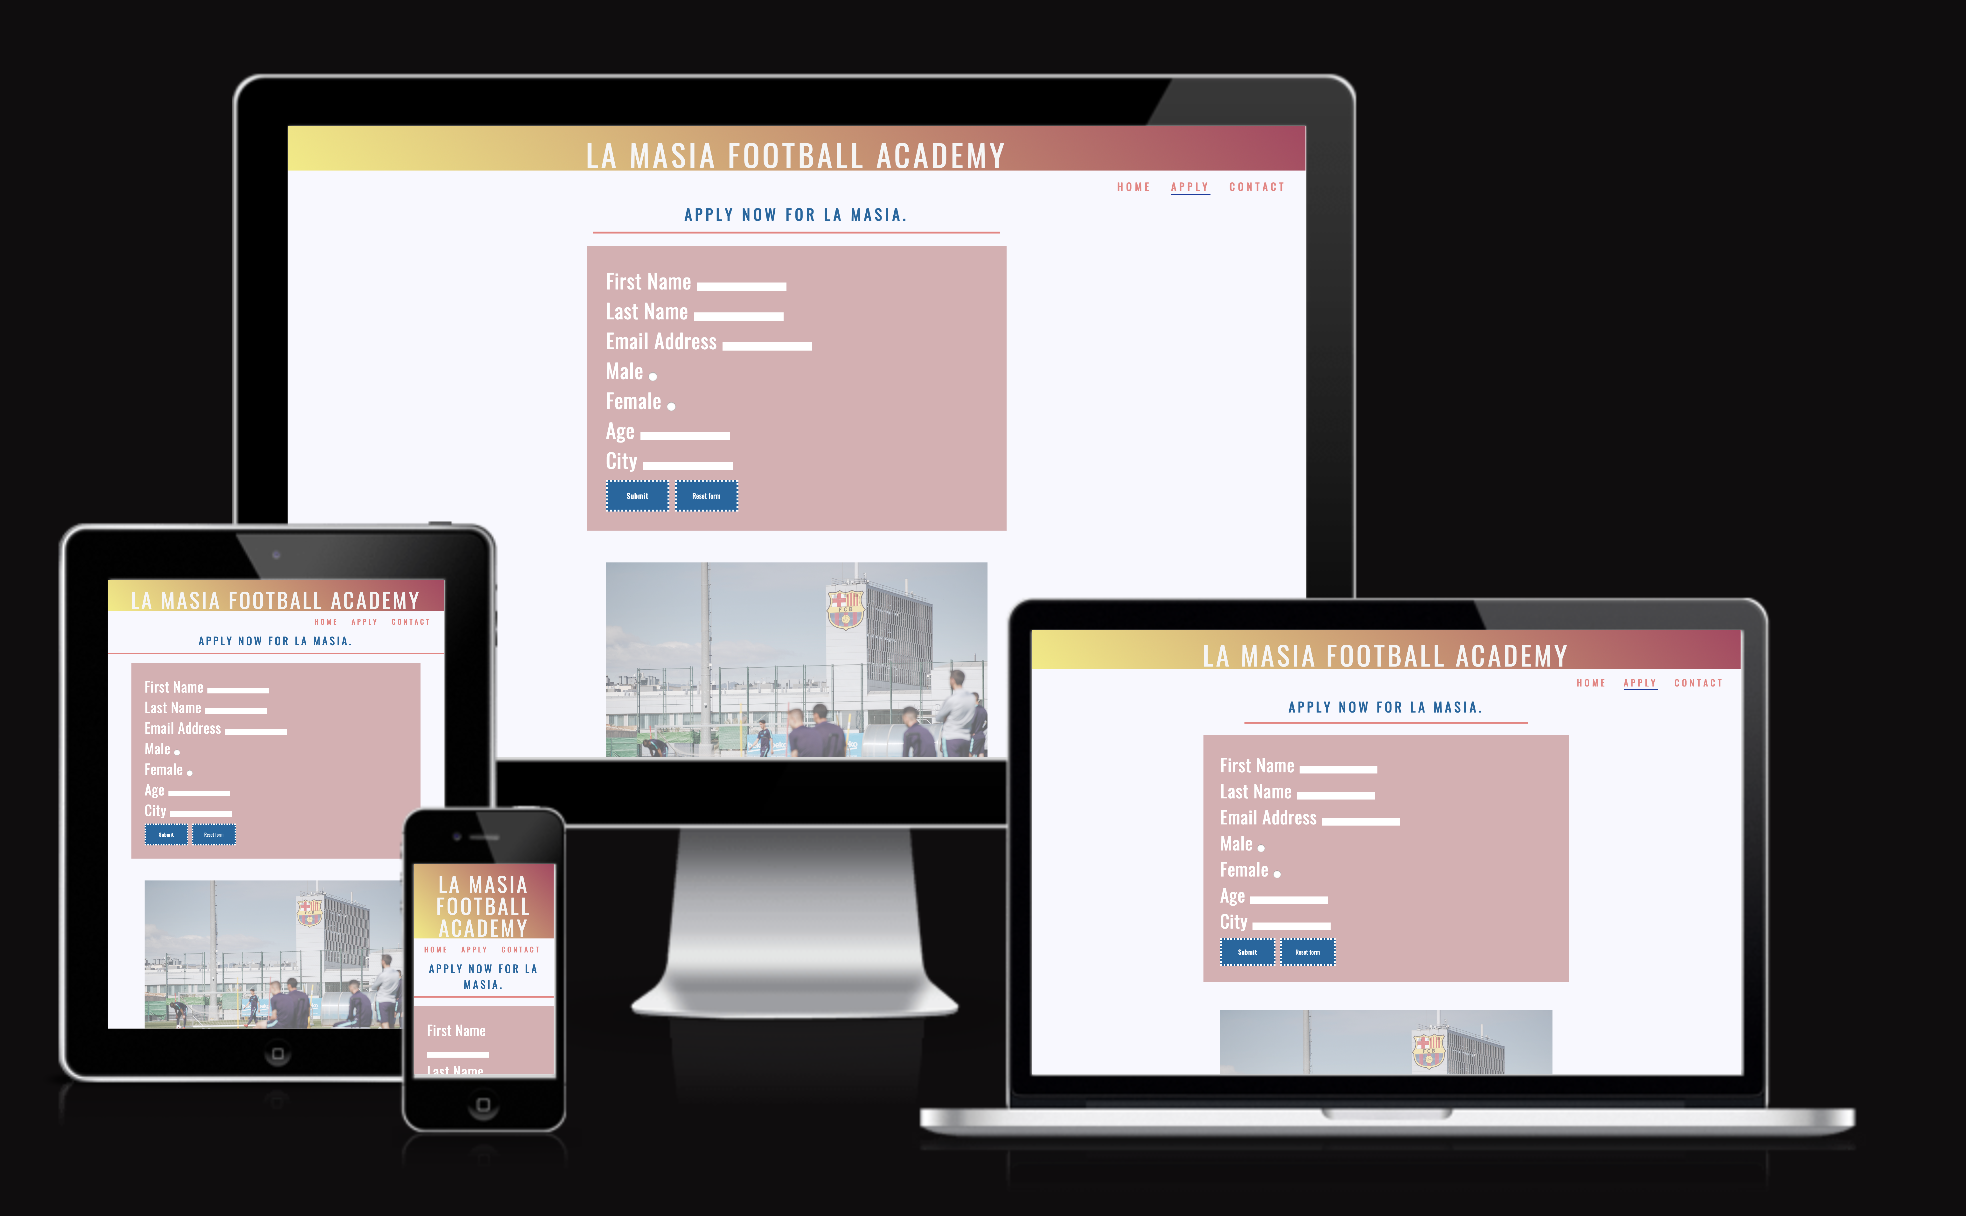 LA MASIA FOOTBALL ACADEMY
HOME APPLY CONTACT
APPLY NOW FOR LA MASIA.
First Name
Last Name
Email Address
Male
Female
Age
City
Submit Reset form
FCB
LA MASIA FOOTBALL ACADEMY
HOME APPLY CONTACT
APPLY NOW FOR LA MASIA.
First Name
Last Name
Email Address
Male
Female
Age
City
Submit Reset form
LA MASIA
FOOTBALL
ACADEMY
HOME APPLY CONTACT
APPLY NOW FOR LA
MASIA.
First Name
Last Name
LA MASIA FOOTBALL ACADEMY
HOME APPLY CONTACT
APPLY NOW FOR LA MASIA.
First Name
Last Name
Email Address
Male
Female
Age
City
Submit Reset form
FCB